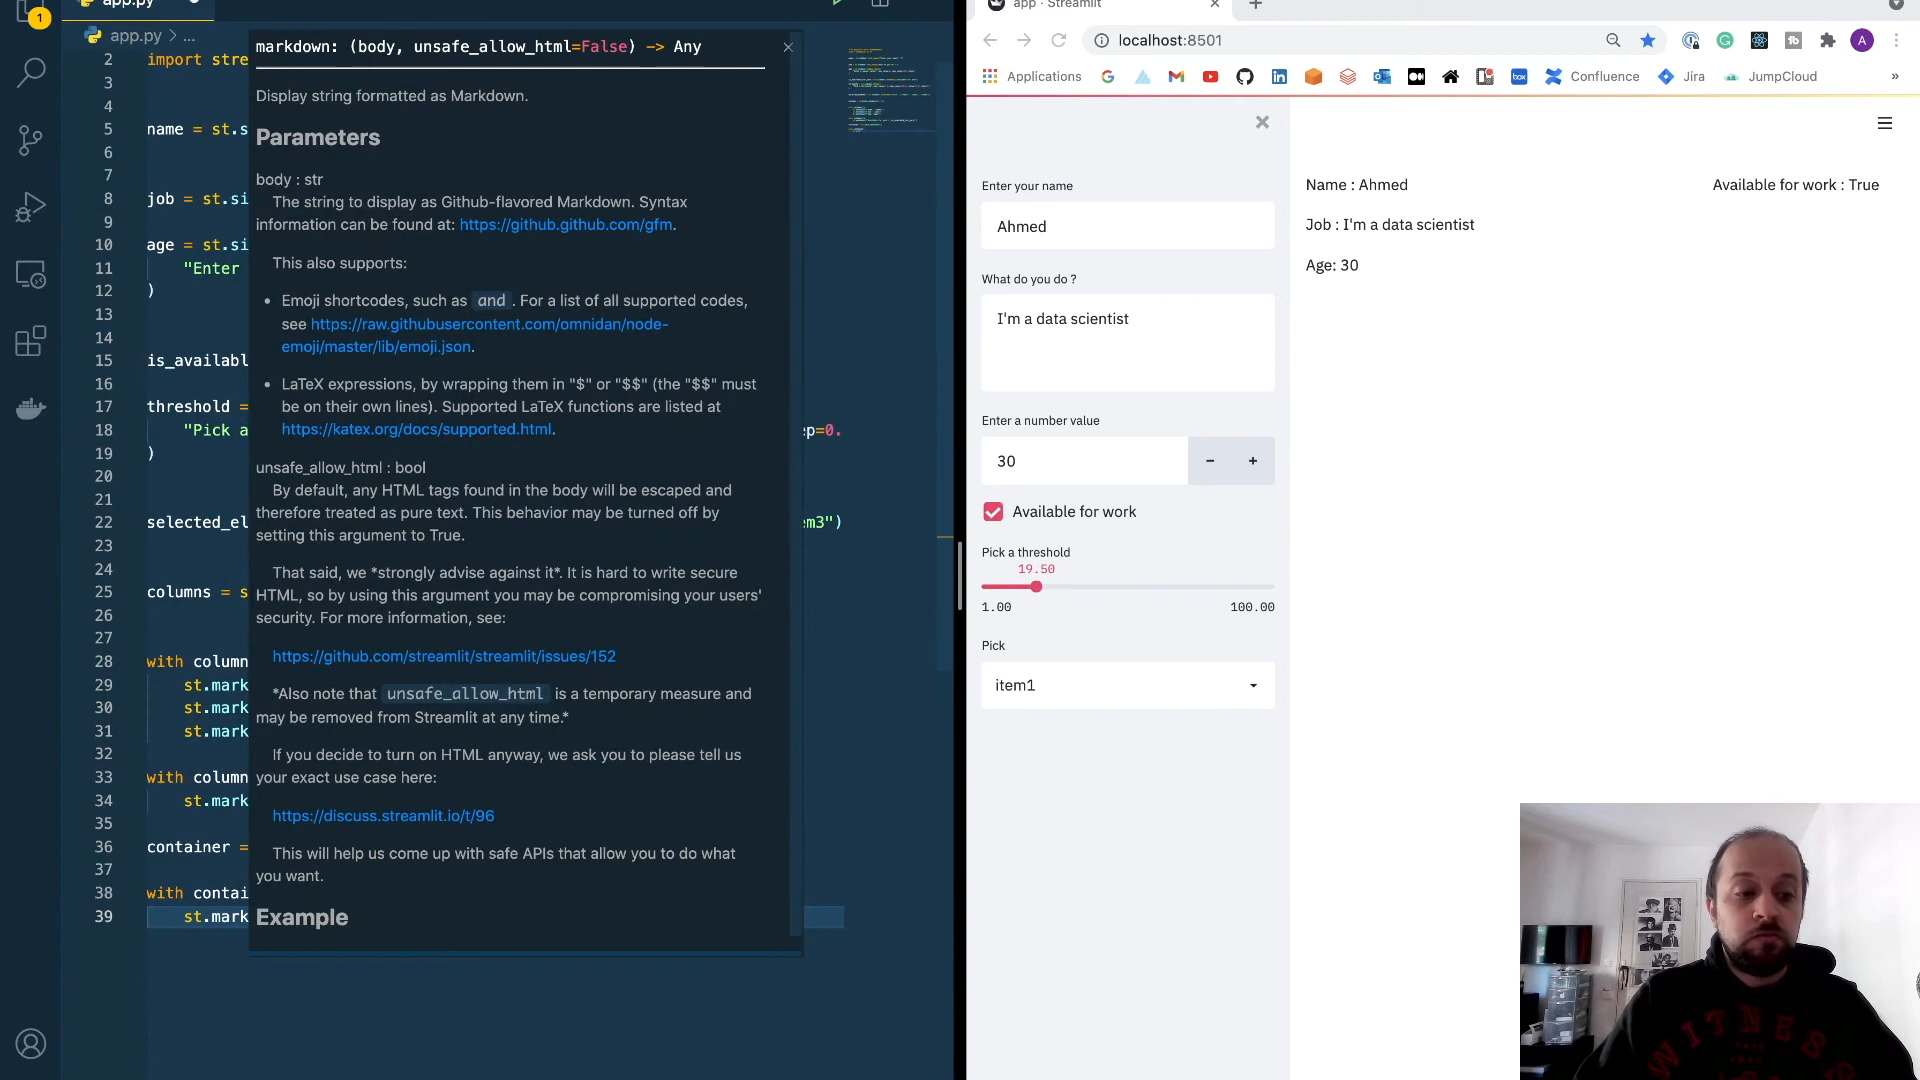 1
app.py
app.py > ...
2 import stre
3
4
5 name = st.s
6
7
8 job = st.si
9
10 age = st.si
11 "Enter
12 )
13
14
15 is_availabl
16
17 threshold =
18 "Pick a
19 )
20
21
22 selected_el
23
24
25 columns = s
26
27
28 with column
29 st.mark
30 st.mark
31 st.mark
32
33 with column
34 st.mark
35
36 container =
37
38 with contai
39 st.mark
ep=0.
em3")
markdown: (body, unsafe_allow_html=False) -> Any
Display string formatted as Markdown.
Parameters
body : str
The string to display as Github-flavored Markdown. Syntax
information can be found at: https://github.github.com/gfm.
This also supports:
• Emoji shortcodes, such as and . For a list of all supported codes,
see https://raw.githubusercontent.com/omnidan/node-
emoji/master/lib/emoji.json.
• LaTeX expressions, by wrapping them in "$" or "$$" (the "$$" must
be on their own lines). Supported LaTeX functions are listed at
https://katex.org/docs/supported.html.
unsafe_allow_html : bool
By default, any HTML tags found in the body will be escaped and
therefore treated as pure text. This behavior may be turned off by
setting this argument to True.
That said, we *strongly advise against it*. It is hard to write secure
HTML, so by using this argument you may be compromising your users'
security. For more information, see:
https://github.com/streamlit/streamlit/issues/152
*Also note that unsafe_allow_html is a temporary measure and
may be removed from Streamlit at any time.*
If you decide to turn on HTML anyway, we ask you to please tell us
your exact use case here:
https://discuss.streamlit.io/t/96
This will help us come up with safe APIs that allow you to do what
you want.
Example
app · Streamlit
localhost:8501
A
Applications
box
Confluence
Jira
JumpCloud
»
Enter your name
Ahmed
What do you do ?
I'm a data scientist
Enter a number value
30
- +
Available for work
Pick a threshold
19.50
1.00 100.00
Pick
item1
Name : Ahmed
Job : I'm a data scientist
Age: 30
Available for work : True
WITNESS